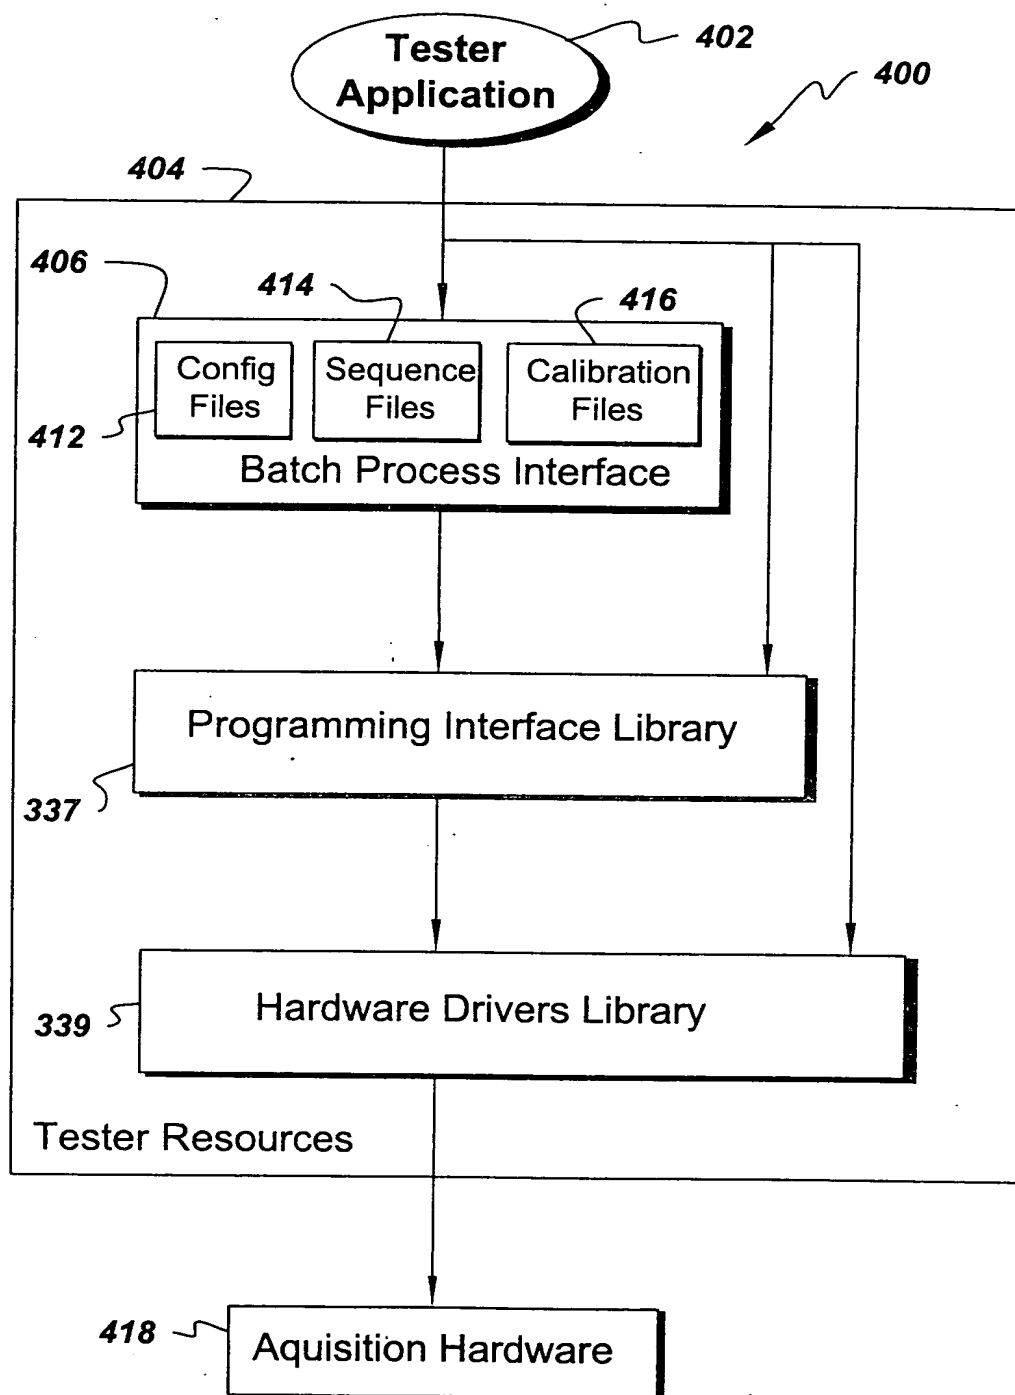 Tester
Application
402
400
404
406
414
416
Config
Files
Sequence
Files
Calibration
Files
412
Batch Process Interface
Programming Interface Library
337
Hardware Drivers Library
339
Tester Resources
418
Aquisition Hardware